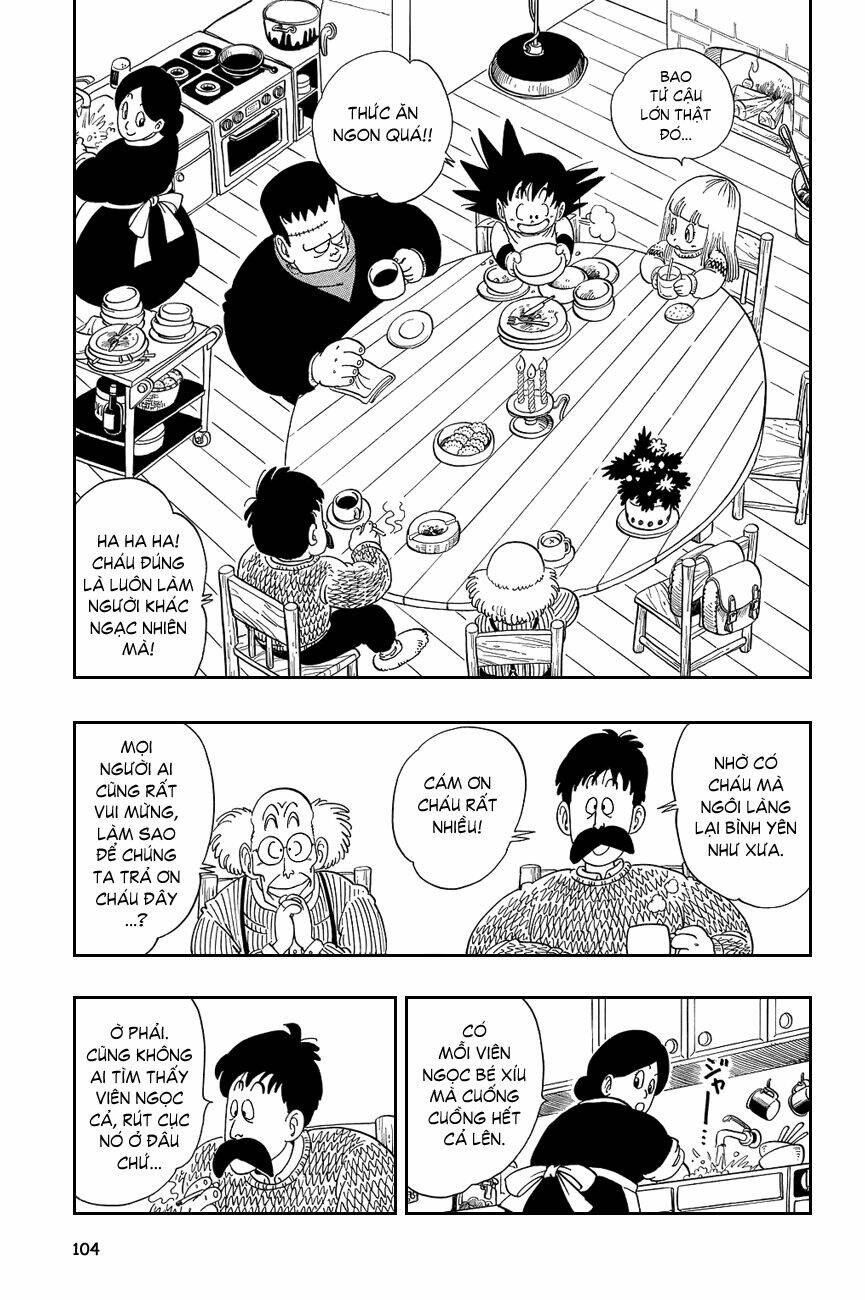 BAO
TỬ CẬU
LỚN THẬT
ĐÓ...
THỨC ĂN
NGON QUÁ!!
HA HA HA!
CHÁU ĐÚNG
LÀ LUÔN LÀM
NGƯỜI KHÁC
NGẠC NHIÊN
MÀ!
NHỜ CÓ
CHÁU MÀ
NGÔI LÀNG
LẠI BÌNH YÊN
NHƯ XƯA.
CÁM ƠN
CHÁU RẤT
NHIỀU!
MỌI
NGƯỜI AI
CŨNG RẤT
VUI MỪNG,
LÀM SAO
ĐỂ CHÚNG
TA TRẢ ƠN
CHÁU ĐÂY
...?
CÓ
MỖI VIÊN
NGỌC BÉ XÍU
MÀ CUỐNG
CUỒNG HẾT
CẢ LÊN.
ジャーー
Ờ PHẢI.
CŨNG KHÔNG
AI TÌM THẤY
VIÊN NGỌC
CẢ, RÚT CỤC
NÓ Ở ĐÂU
CHỨ...
104